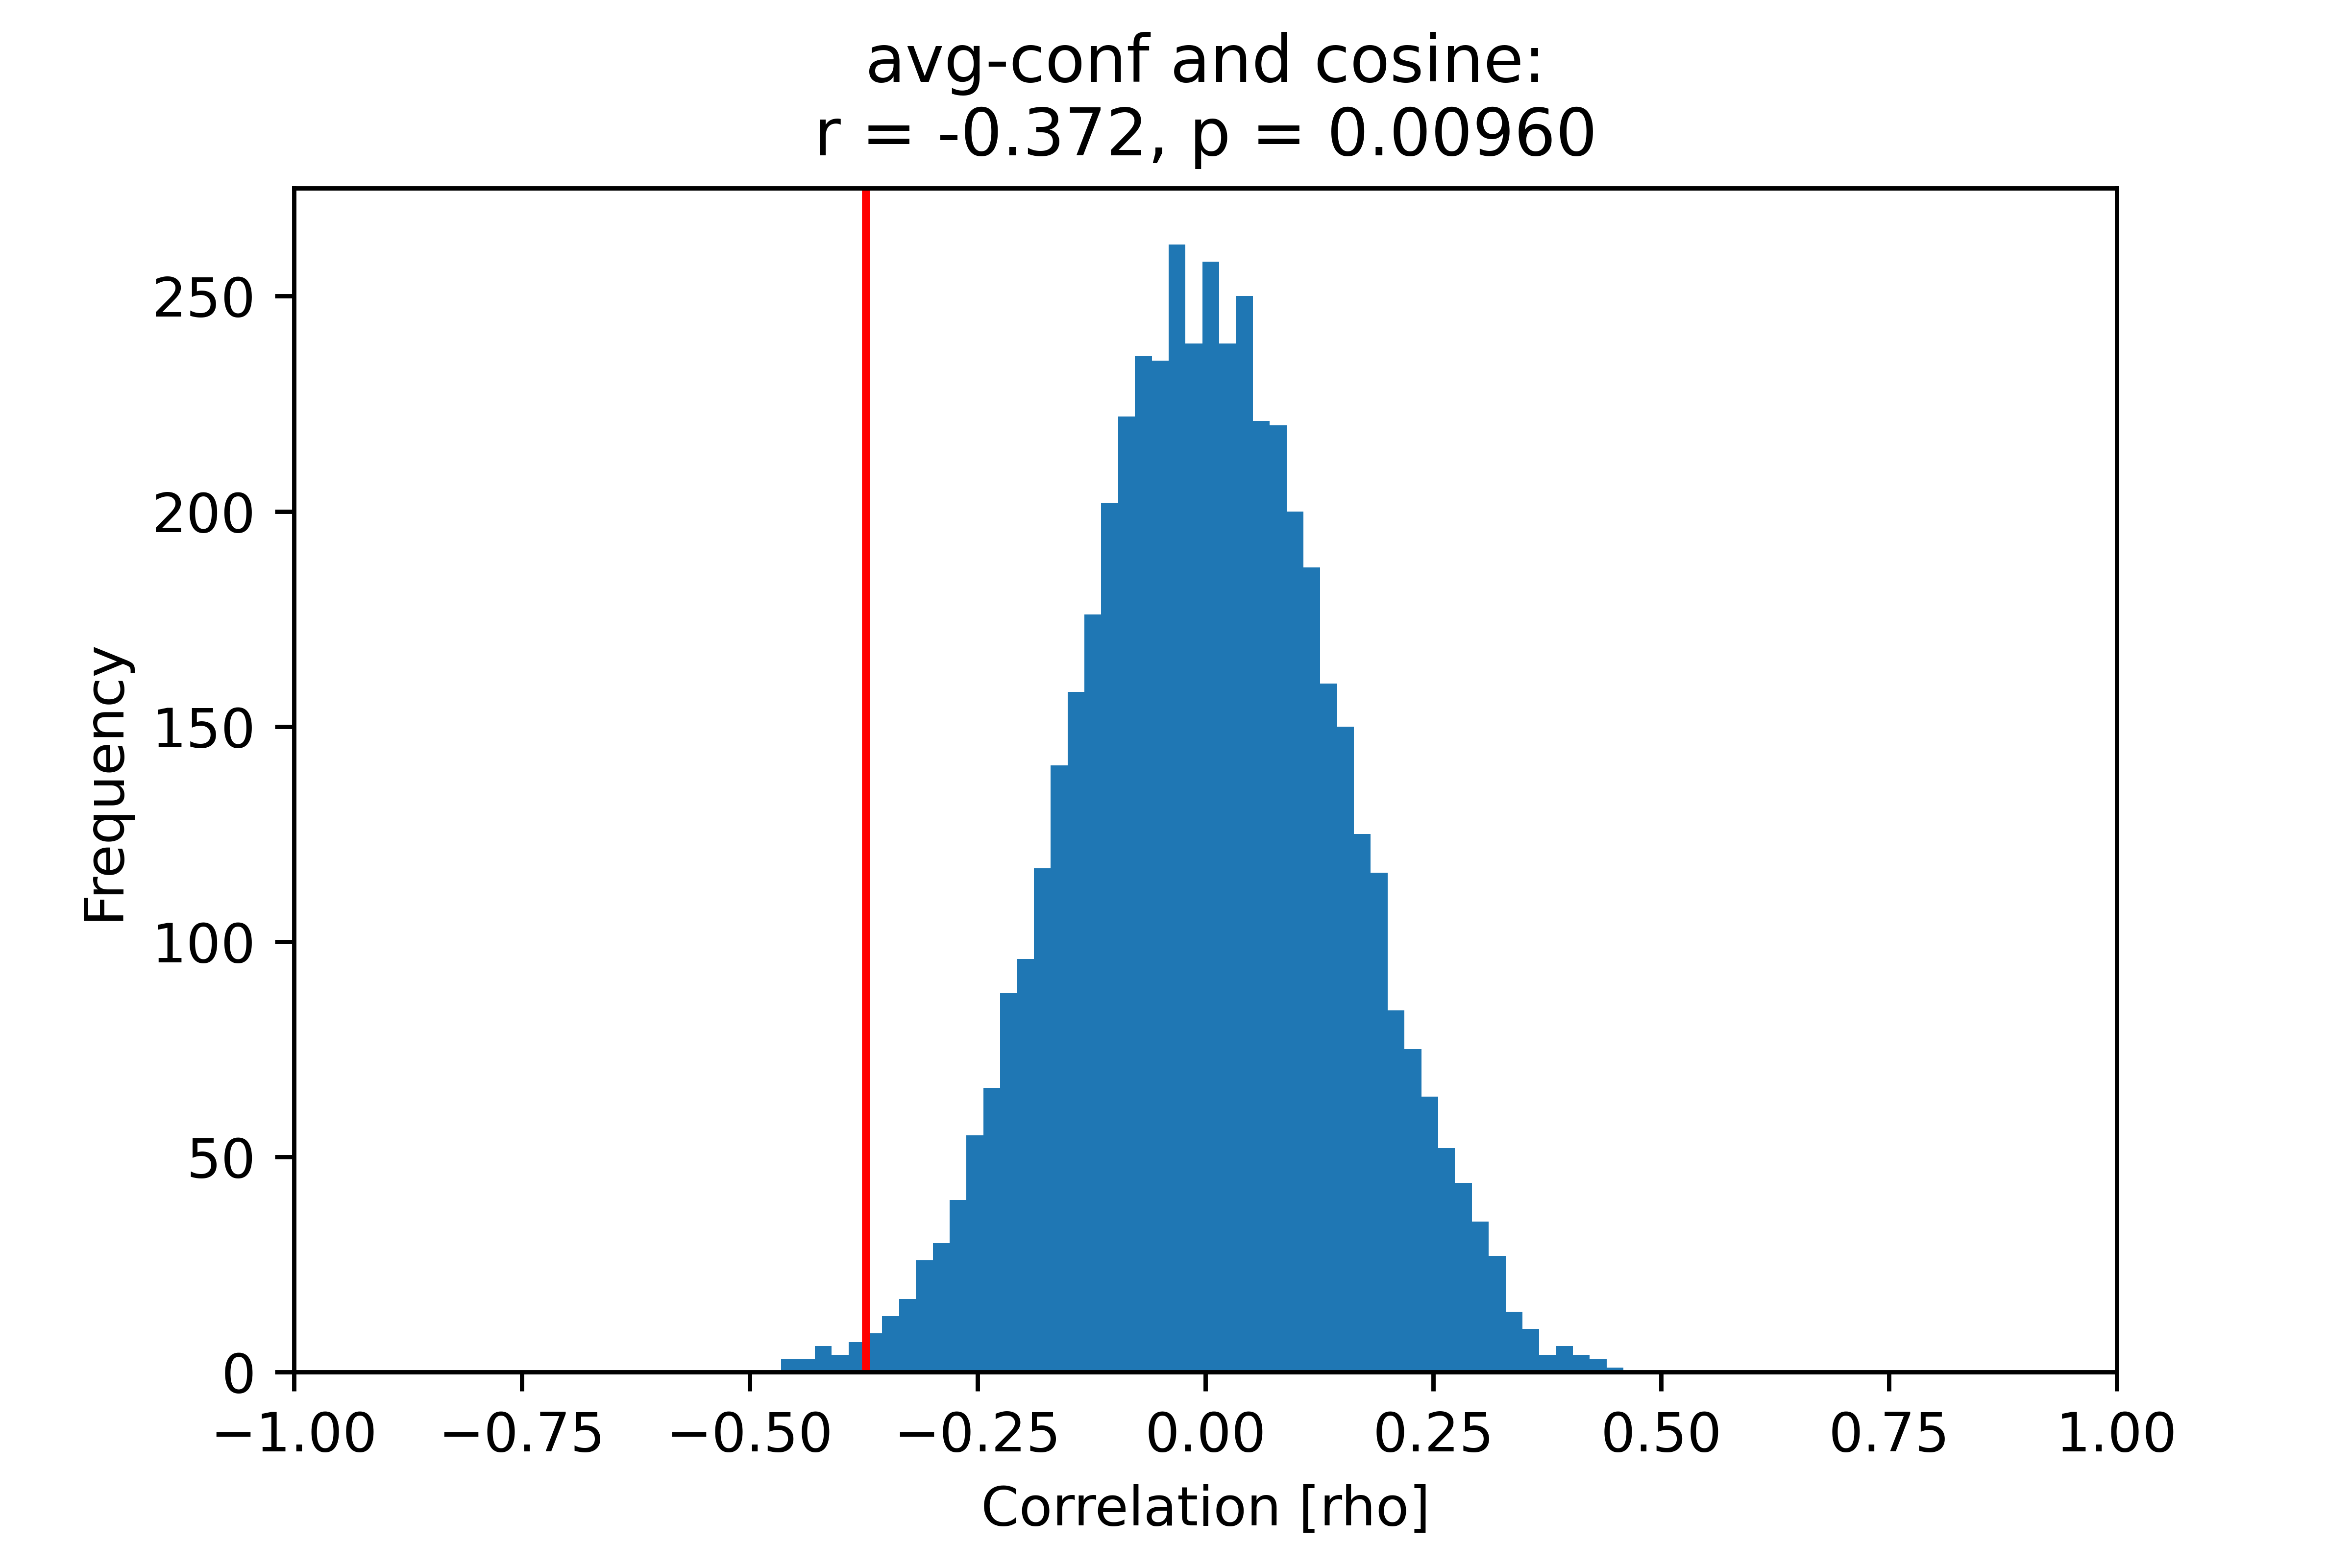 avg-conf and cosine:
r = -0.372, p = 0.00960
250
200
150
100
50
0
Frequency
−1.00 −0.75 −0.50 −0.25 0.00 0.25 0.50 0.75 1.00
Correlation [rho]